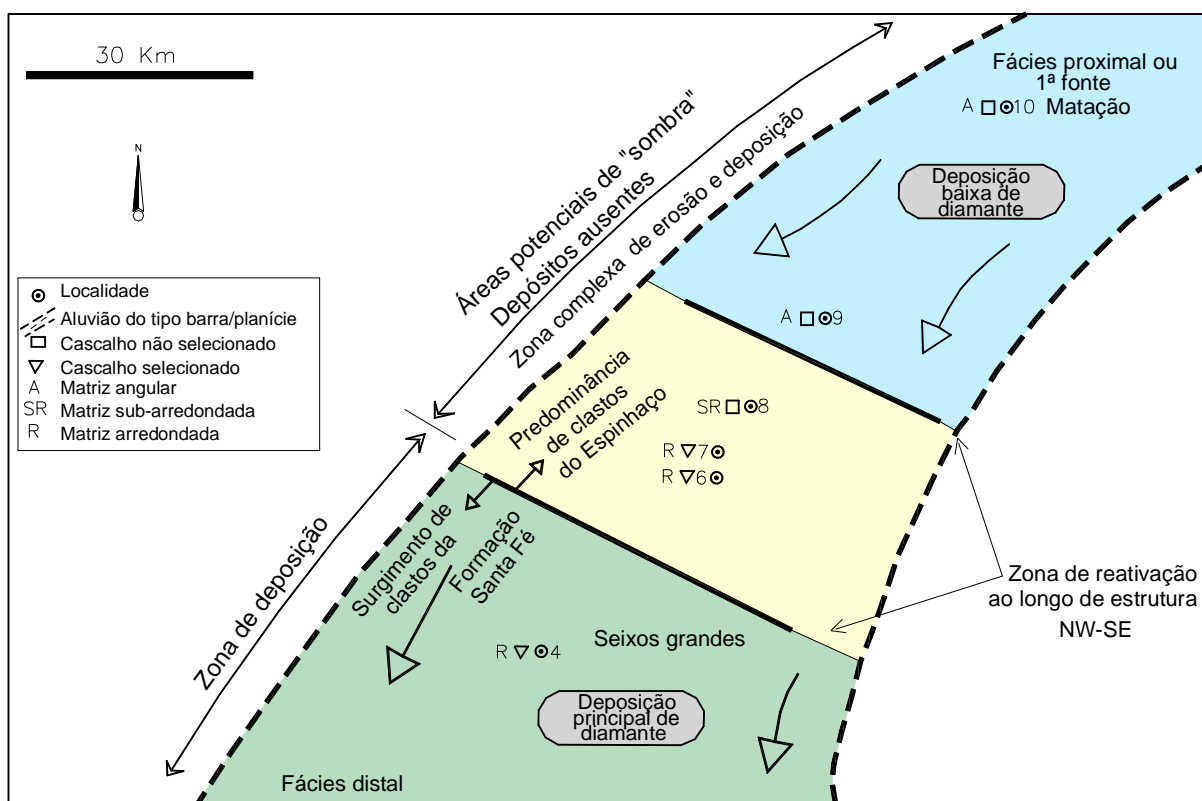 30 Km
N
Localidade
Aluvião do tipo barra/planície
Cascalho não selecionado
Cascalho selecionado
A Matriz angular
SR Matriz sub-arredondada
R Matriz arredondada
Áreas potenciais de "sombra"
Depósitos ausentes
Zona complexa de erosão e deposição
Zona de deposição
Fácies proximal ou
1ª fonte
A 10 Matação
Deposição
baixa de
diamante
A 9
Predominância
de clastos
do Espinhaço
SR 8
R 7
R 6
Surgimento de
clastos da
Formação
Santa Fé
Zona de reativação
ao longo de estrutura
NW-SE
Seixos grandes
R 4
Deposição
principal de
diamante
Fácies distal